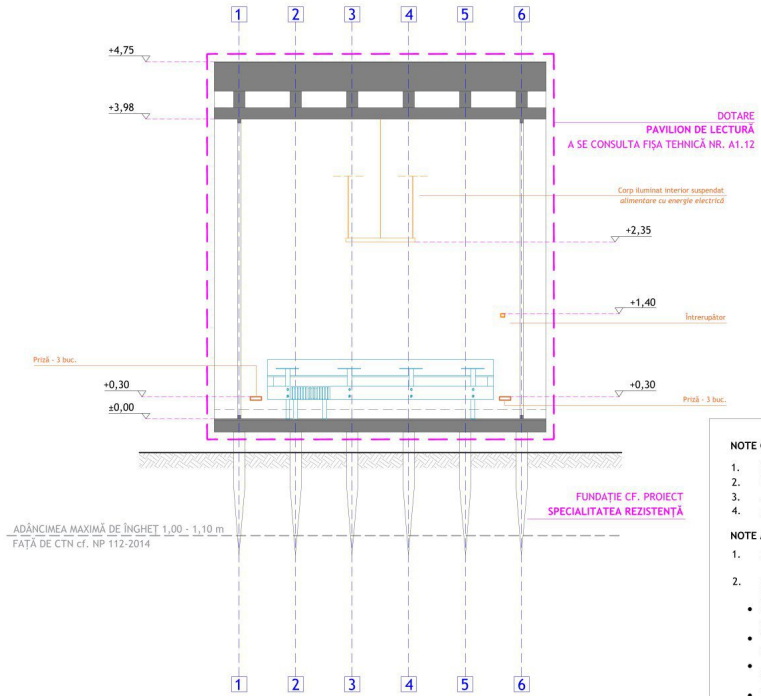 1 2 3 4 5 6
+4,75
+3,98
DOTARE
PAVILION DE LECTURĂ
A SE CONSULTA FIȘA TEHNICĂ NR. A1.12
Corp iluminat interior suspendat
alimentare cu energie electrică
+2,35
+1,40
Întrerupător
Priză - 3 buc.
+0,30
±0,00
+0,30
Priză - 3 buc.
NOTE
1.
2.
3.
4.
FUNDAȚIE CF. PROIECT
SPECIALITATEA REZISTENȚĂ
ADÂNCIMEA MAXIMĂ DE ÎNGHEȚ 1,00 - 1,10 m
FAȚĂ DE CTN cf. NP 112-2014
NOTE
1.
2.
1 2 3 4 5 6